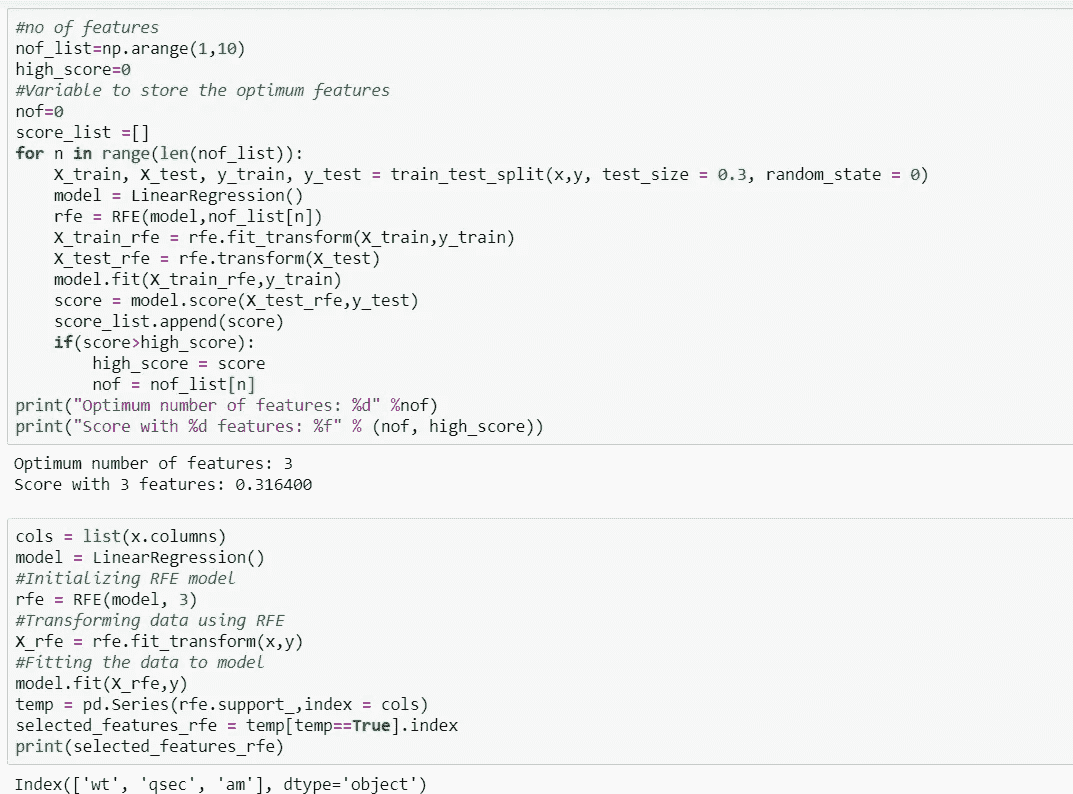 #no of features
nof_list=np.arange(1,10)
high_score=0
#Variable to store the optimum features
nof=0
score_list =[]
for n in range(len(nof_list)):
    X_train, X_test, y_train, y_test = train_test_split(x,y, test_size = 0.3, random_state = 0)
    model = LinearRegression()
    rfe = RFE(model,nof_list[n])
    X_train_rfe = rfe.fit_transform(X_train,y_train)
    X_test_rfe = rfe.transform(X_test)
    model.fit(X_train_rfe,y_train)
    score = model.score(X_test_rfe,y_test)
    score_list.append(score)
    if(score>high_score):
        high_score = score
        nof = nof_list[n]
print("Optimum number of features: %d" %nof)
print("Score with %d features: %f" % (nof, high_score))
Optimum number of features: 3
Score with 3 features: 0.316400
cols = list(x.columns)
model = LinearRegression()
#Initializing RFE model
rfe = RFE(model, 3)
#Transforming data using RFE
X_rfe = rfe.fit_transform(x,y)
#Fitting the data to model
model.fit(X_rfe,y)
temp = pd.Series(rfe.support_,index = cols)
selected_features_rfe = temp[temp==True].index
print(selected_features_rfe)
Index(['wt', 'qsec', 'am'], dtype='object')